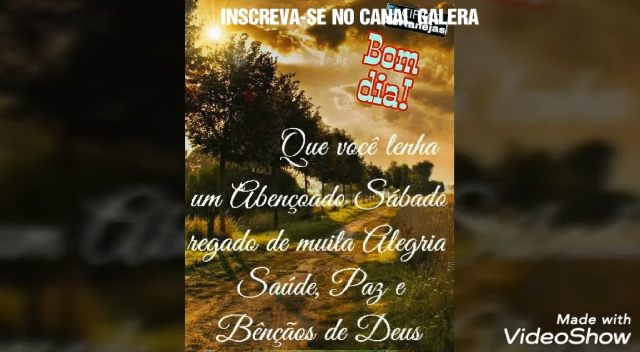 INSCREVA-SE NO CANAL GALERA
Bom
dia!
Que você tenha
um Abençoado Sábado
regado de muita Alegria
Saúde, Paz e
Bênçãos de Deus
Made with
VideoShow